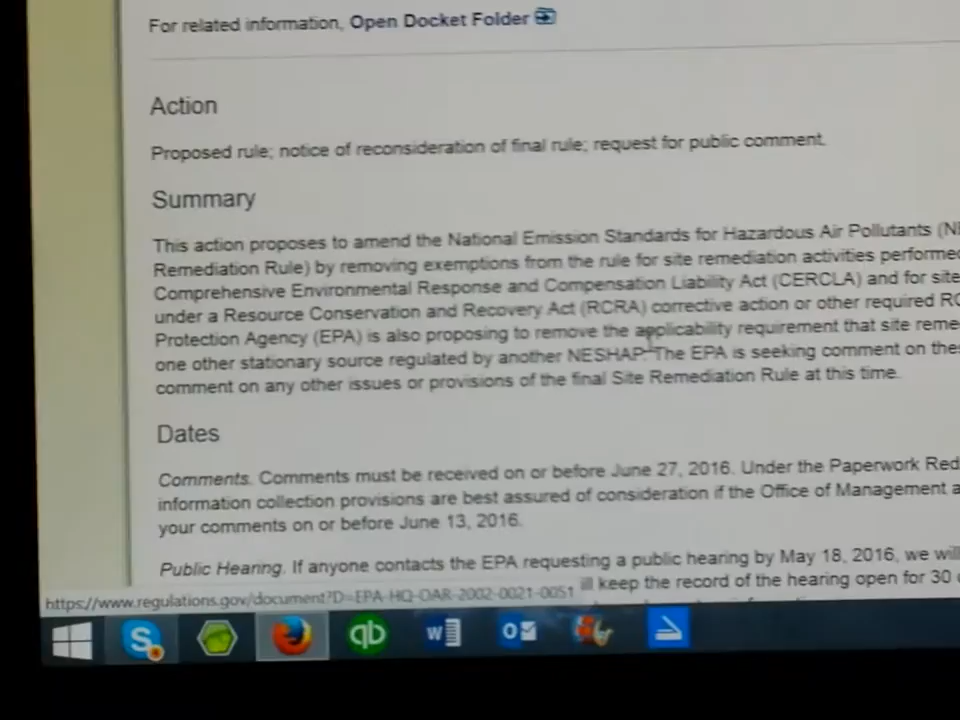 For related information, Open Docket Folder
Action
Proposed rule; notice of reconsideration of final rule; request for public comment.
Summary
This action proposes to amend the National Emission Standards for Hazardous Air Pollutants (
Remediation Rule) by removing exemptions from the rule for site remediation activities performed
Comprehensive Environmental Response and Compensation Liability Act (CERCLA) and for site
under a Resource Conservation and Recovery Act (RCRA) corrective action or other required
Protection Agency (EPA) is also proposing to remove the applicability requirement that site
one other stationary source regulated by another NESHAP. The EPA is seeking comment on
comment on any other issues or provisions of the final Site Remediation Rule at this time.
Dates
Comments. Comments must be received on or before June 27, 2016. Under the Paperwork Red
information collection provisions are best assured of consideration if the Office of Management a
your comments on or before June 13, 2016.
Public Hearing. If anyone contacts the EPA requesting a public hearing by May 18, 2016, we will
https://www.regulations.gov/document?D=EPA-HQ-OAR-2002-0021-0051 ill keep the record of the hearing open for 30
S qb W O